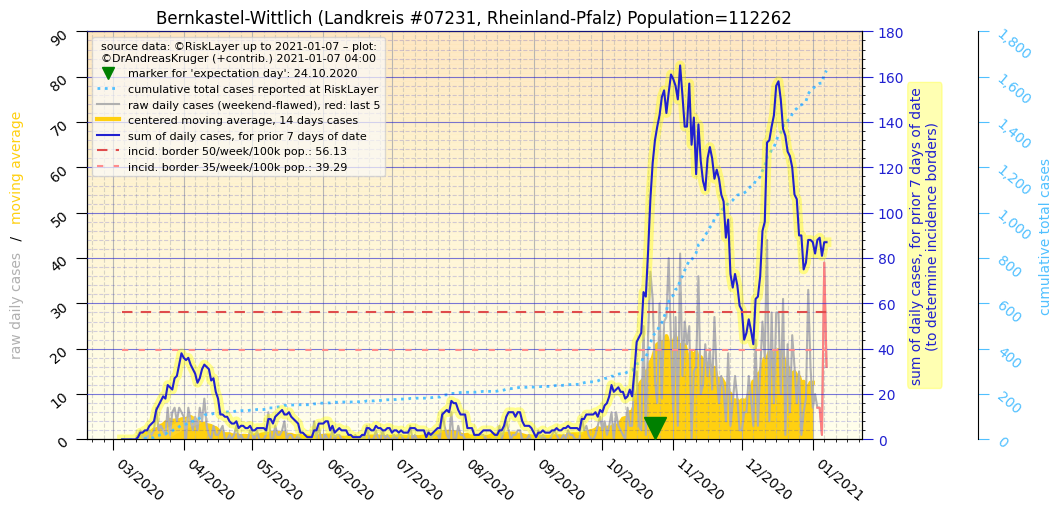 Bernkastel-Wittlich (Landkreis #07231, Rheinland-Pfalz) Population=112262
source data: ©RiskLayer up to 2021-01-07 – plot:
©DrAndreasKruger (+contrib.) 2021-01-07 04:00
marker for 'expectation day': 24.10.2020
cumulative total cases reported at RiskLayer
raw daily cases (weekend-flawed), red: last 5
centered moving average, 14 days cases
sum of daily cases, for prior 7 days of date
incid. border 50/week/100k pop.: 56.13
incid. border 35/week/100k pop.: 39.29
raw daily cases / moving average
90
80
70
60
50
40
30
20
10
0
03/2020
04/2020
05/2020
06/2020
07/2020
08/2020
09/2020
10/2020
11/2020
12/2020
01/2021
180
160
140
120
100
80
60
40
20
0
sum of daily cases, for prior 7 days of date
(to determine incidence borders)
1,800
1,600
1,400
1,200
1,000
800
600
400
200
0
cumulative total cases